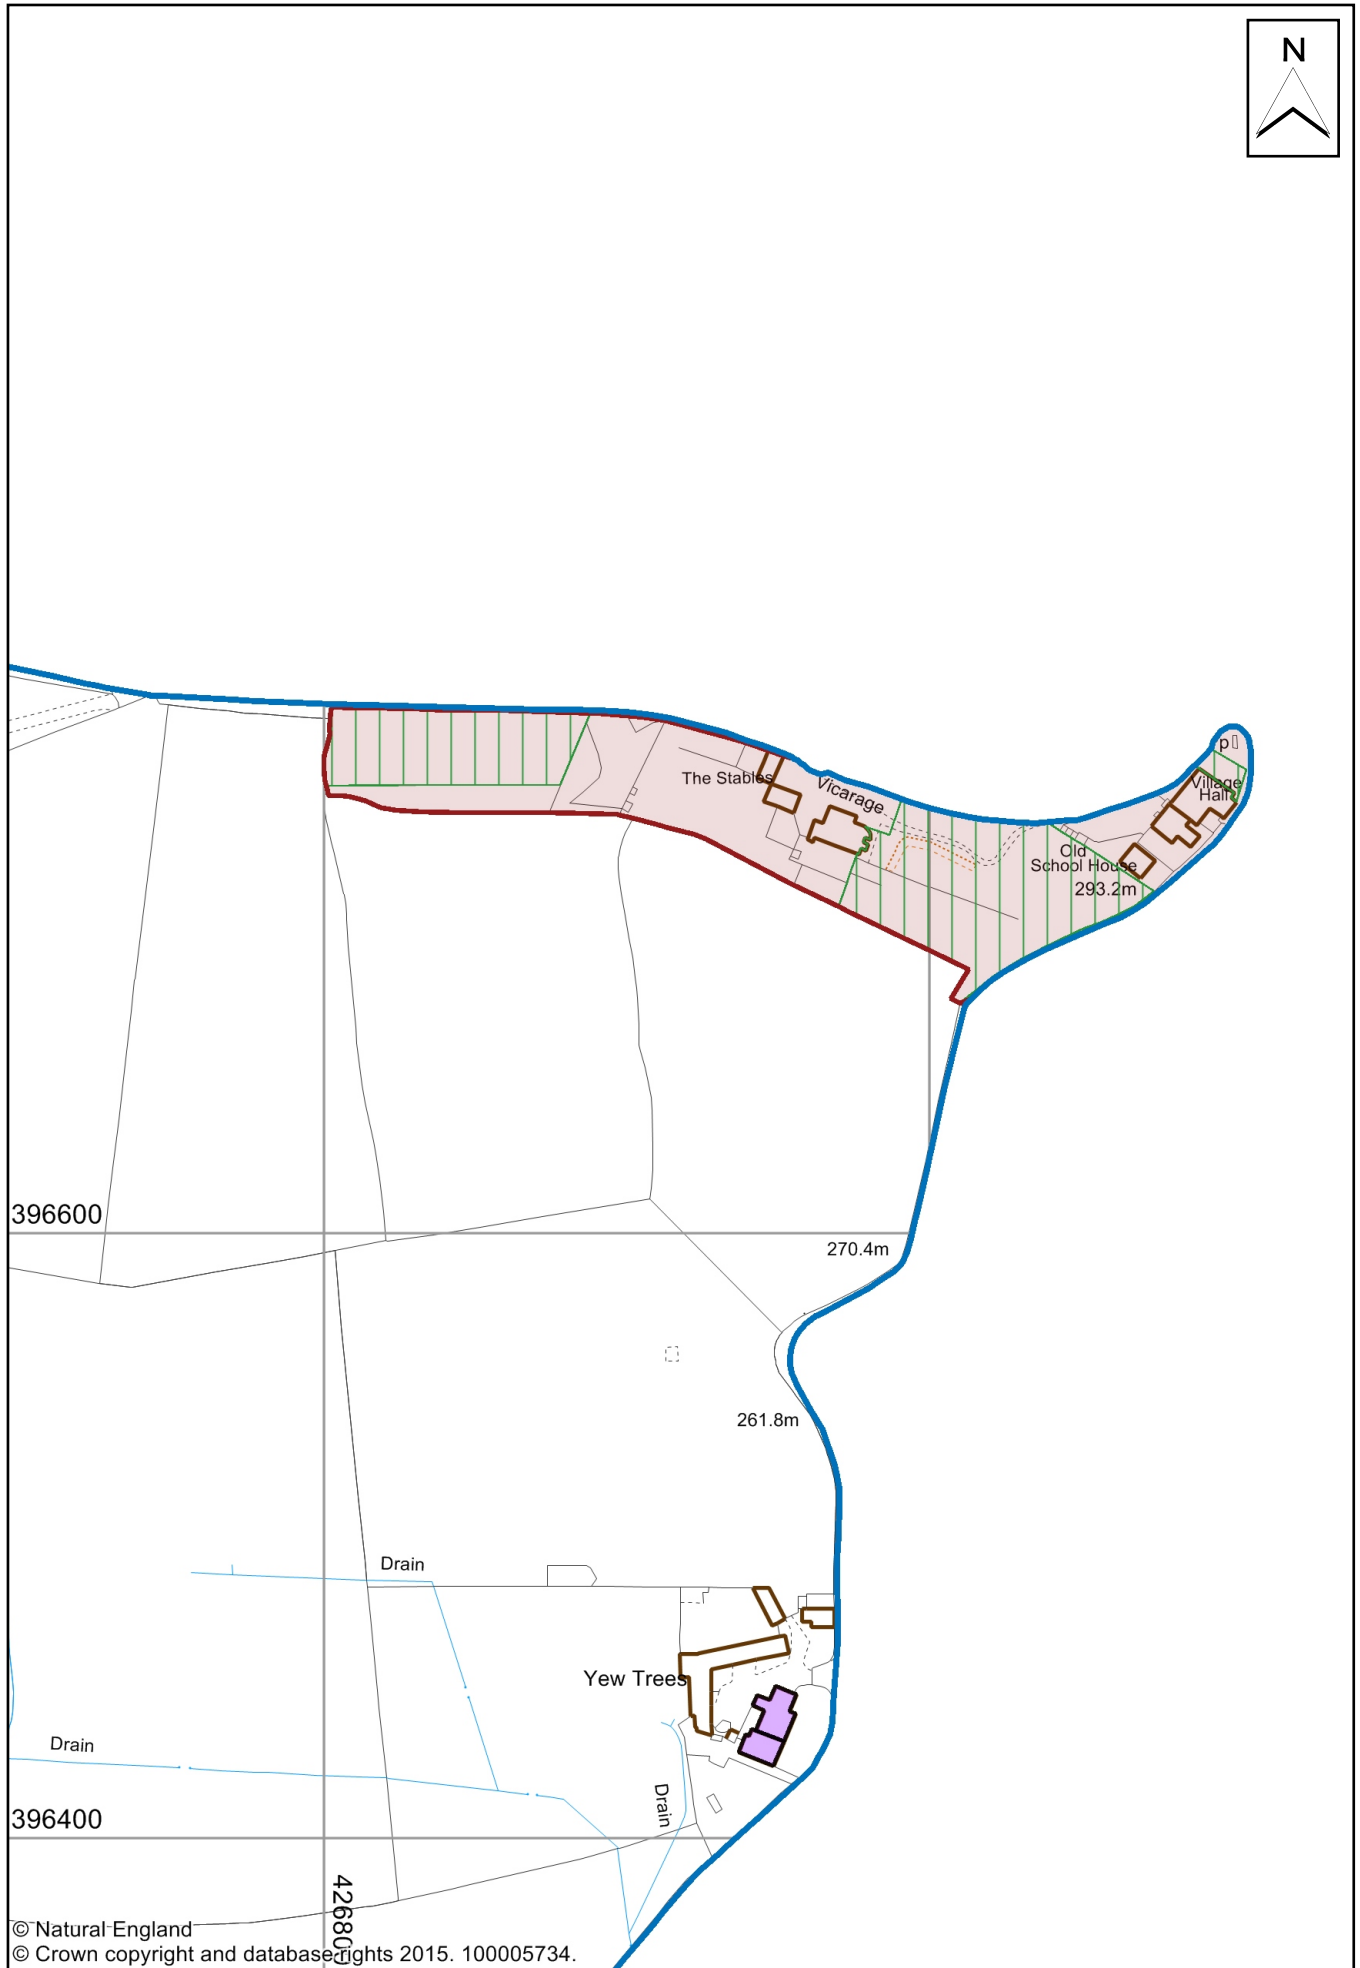 N
p
The Stables
Vicarage
Village
Hall
Old
School House
293.2m
396600
270.4m
261.8m
Drain
Yew Trees
Drain
Drain
396400
426800
© Natural England
© Crown copyright and database rights 2015. 100005734.